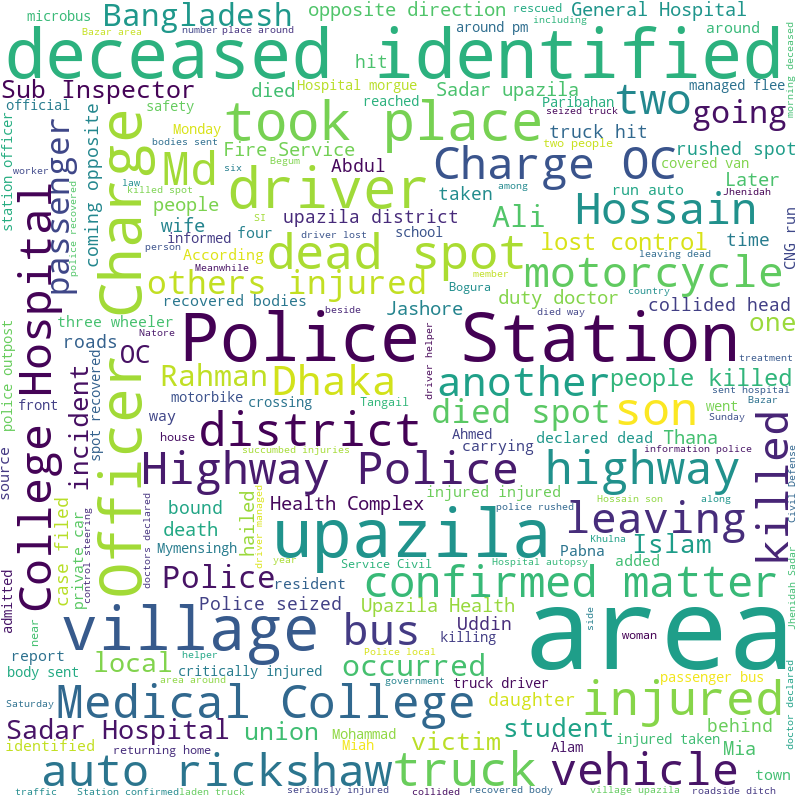 microbus
Bangladesh
opposite direction
rescued
General Hospital
including
Bazar area
number
place around
around pm
around
deceased identified
morning deceased
Sub Inspector
died
hit
Hospital morgue
Sadar upazila
Paribahan
managed flee
official
safety
reached
seized truck
two
going
took place
truck hit
station officer
coming opposite
Monday
bodies sent
Fire Service
two people
rushed spot
covered van
worker
passenger
Charge
Md
Begum
Abdul
Charge OC
law
killed spot
six
driver
taken
among
run auto
Later
Jhenidah
people
SI
upazila district
Ali
Hossain
CNG run
police recovered
wife
four
driver lost
school
person
informed
According
dead spot
lost control
time
leaving dead
Meanwhile
member
motorcycle
others injured
duty doctor
country
recovered bodies
Bogura
collided head
Jashore
beside
died way
three wheeler
Police Station
one
police outpost
College Hospital
roads
Natore
OC
driver helper
treatment
Officer
Rahman
Dhaka
another
people killed
sent hospital
spot recovered
motorbike
Bazar
front
incident
way
crossing
Tangail
died spot
went
son
Sunday
district
house
Ahmed
declared dead
Thana
killed
source
succumbed injuries
carrying
information police
Highway Police
highway
Civil Defense
injured injured
Hossain son
along
case filed
private car
control steering
doctors declared
bound
hailed
driver managed
Health Complex
police rushed
leaving
death
upazila
Khulna
Mymensingh
Pabna
Islam
admitted
Service Civil
Hospital autopsy
added
Police
resident
year
confirmed matter
Jhenidah Sadar
Police seized
Upazila Health
near
village
bus
Uddin
area
side
killing
woman
report
Police local
local
helper
critically injured
occurred
passenger bus
body sent
area around
government
truck driver
Medical College
daughter
injured
doctor declared
Saturday
Sadar Hospital
union
Mohammad
student
behind
identified
Miah
victim
injured taken
Mia
returning home
Alam
town
auto rickshaw
truck
vehicle
traffic
Station confirmed
laden truck
seriously injured
collided
recovered body
village upazila
roadside ditch